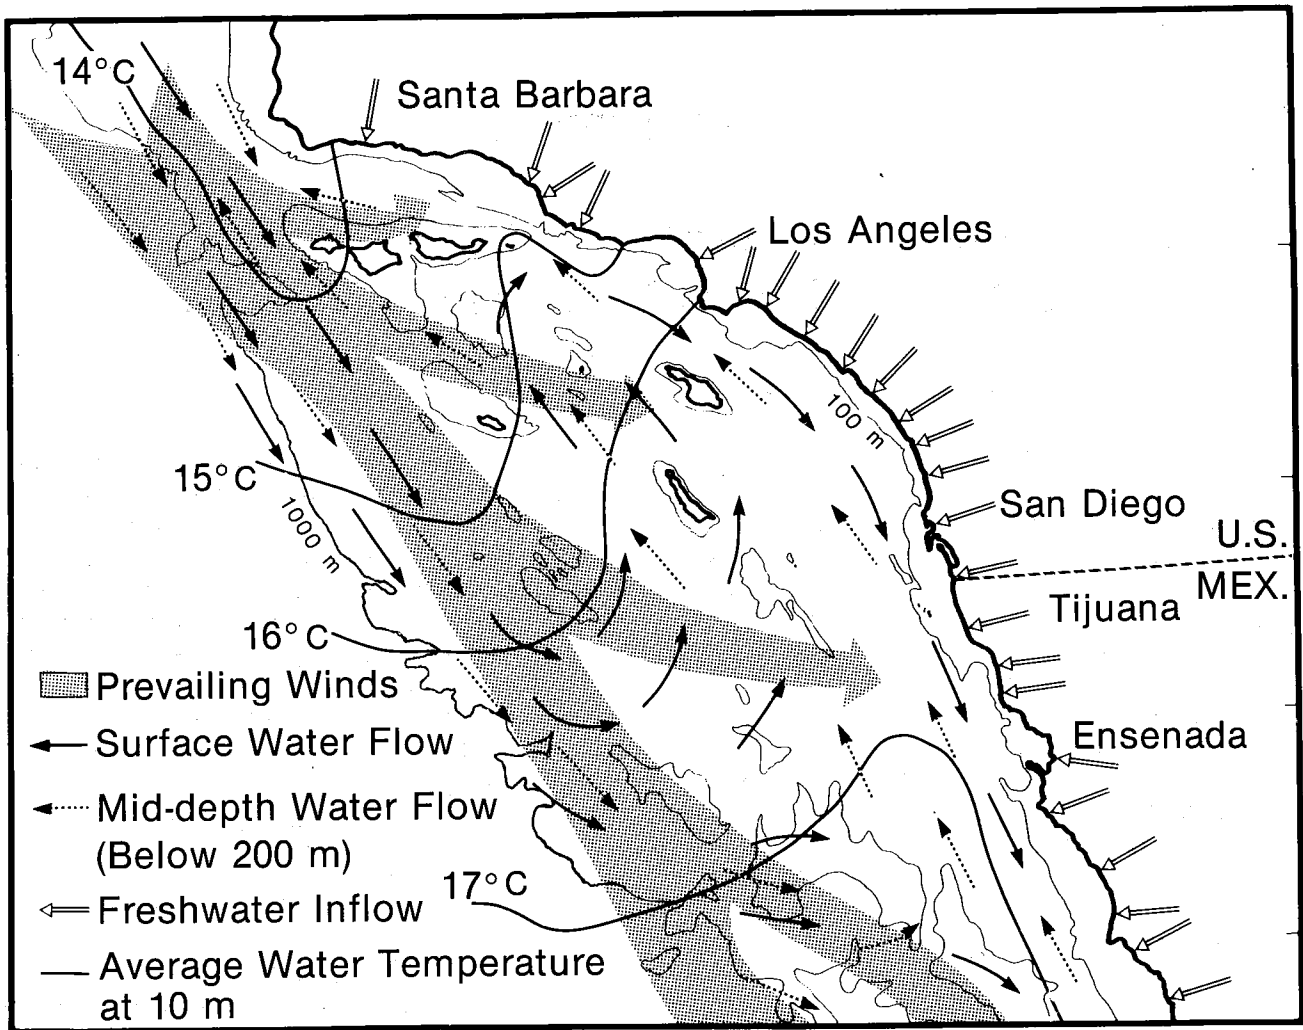 14°C
Santa Barbara
Los Angeles
100 m
15°C
1000 m
San Diego
U.S.
MEX.
Tijuana
16°C
Prevailing Winds
Surface Water Flow
Ensenada
Mid-depth Water Flow
(Below 200 m)
17°C
Freshwater Inflow
Average Water Temperature
at 10 m